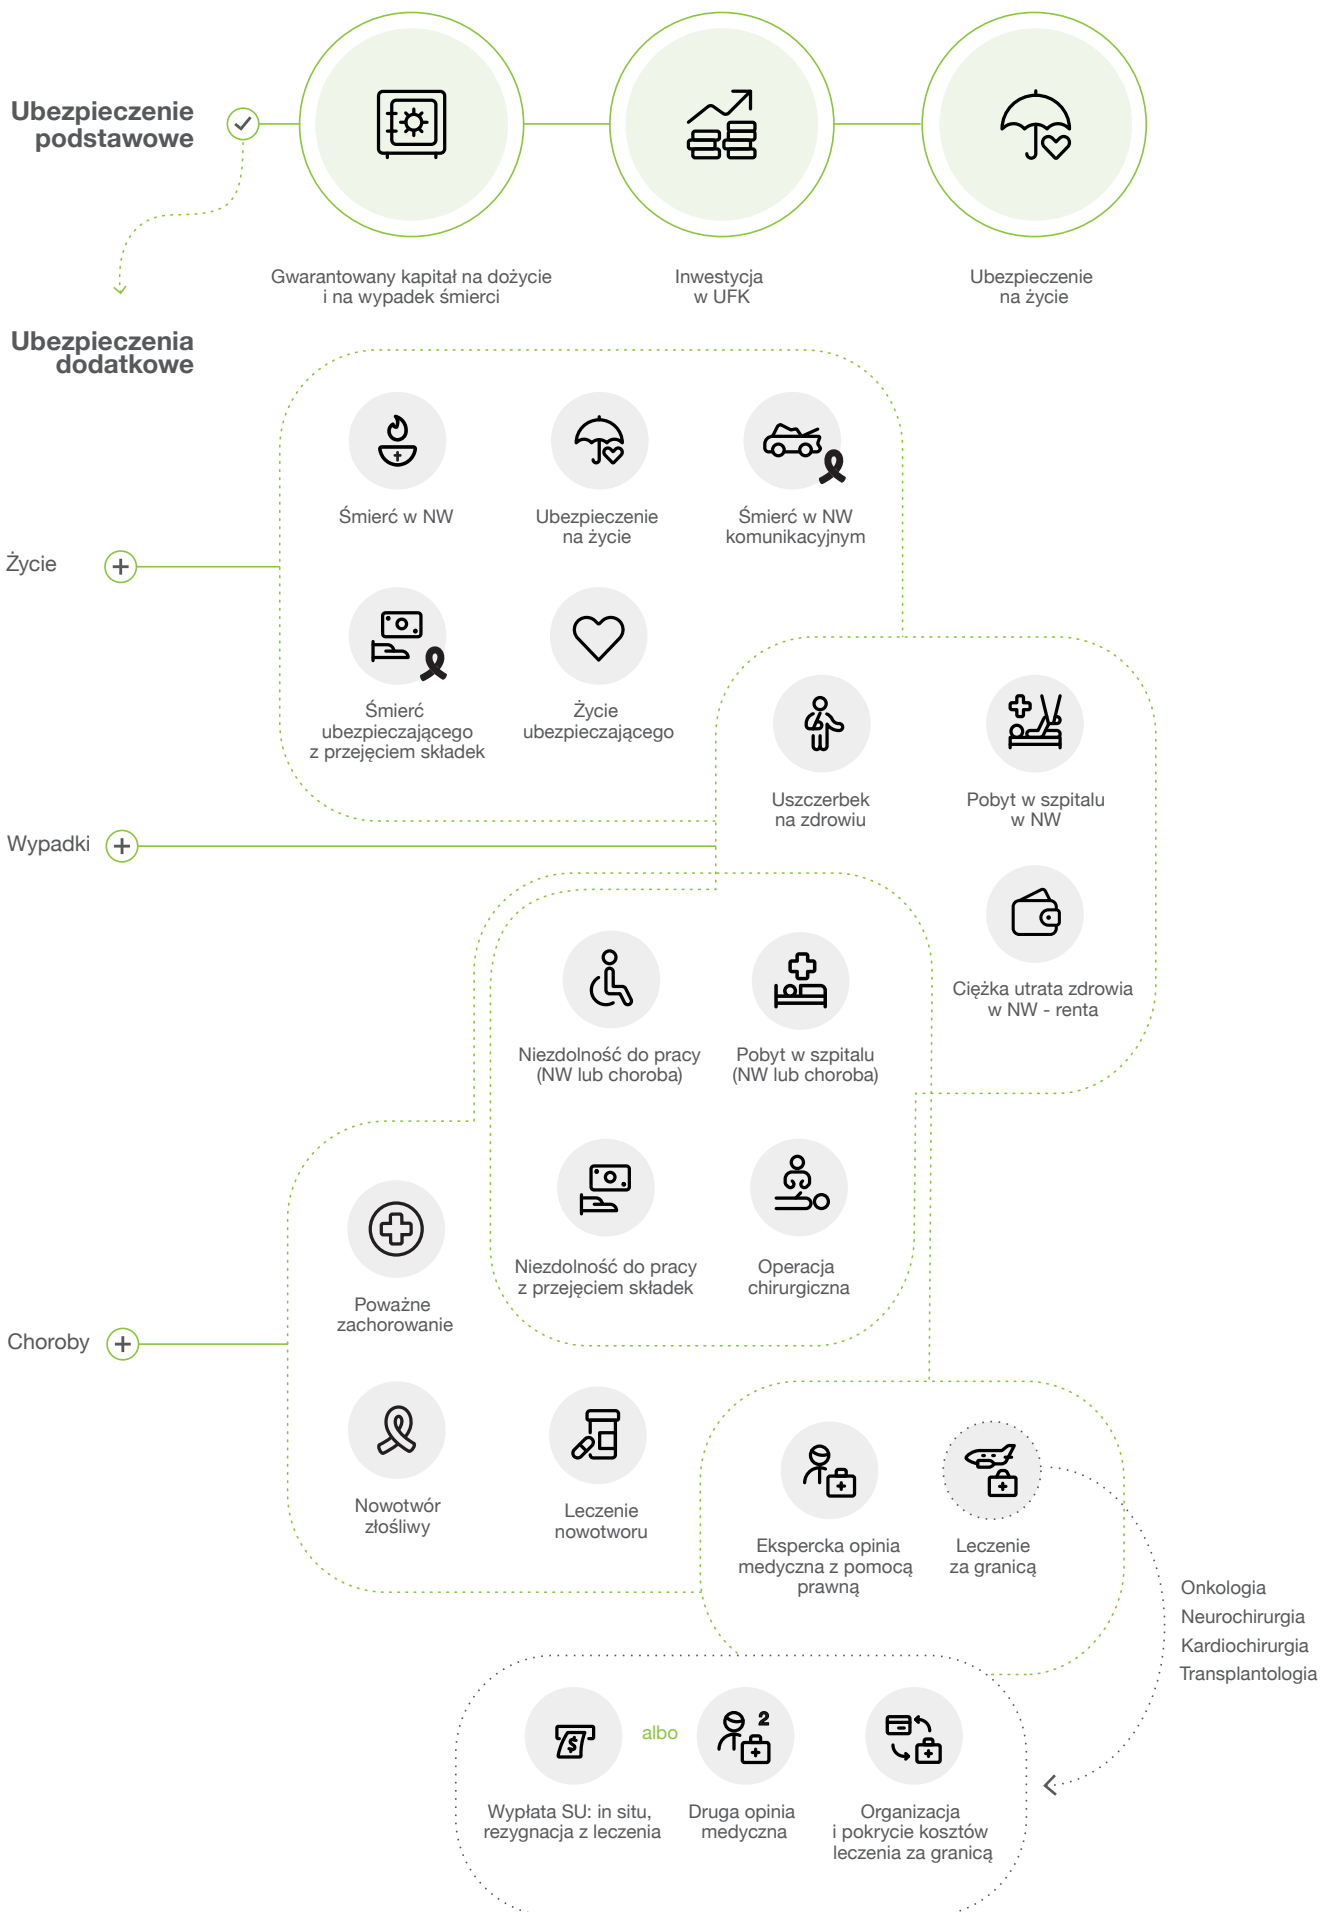 Ubezpieczenie
podstawowe
Gwarantowany kapitał na dożycie
i na wypadek śmierci
Inwestycja
w UFK
Ubezpieczenie
na życie
Ubezpieczenia
dodatkowe
Śmierć w NW
Ubezpieczenie
na życie
Śmierć w NW
komunikacyjnym
Życie
Śmierć
ubezpieczającego
z przejęciem składek
Życie
ubezpieczającego
Uszczerbek
na zdrowiu
Pobyt w szpitalu
w NW
Wypadki
Ciężka utrata zdrowia
w NW - renta
Niezdolność do pracy
(NW lub choroba)
Pobyt w szpitalu
(NW lub choroba)
Niezdolność do pracy
z przejęciem składek
Operacja
chirurgiczna
Poważne
zachorowanie
Choroby
Nowotwór
złośliwy
Leczenie
nowotworu
Ekspercka opinia
medyczna z pomocą
prawną
Leczenie
za granicą
Onkologia
Neurochirurgia
Kardiochirurgia
Transplantologia
$
albo
2
Wypłata SU: in situ,
rezygnacja z leczenia
Druga opinia
medyczna
Organizacja
i pokrycie kosztów
leczenia za granicą